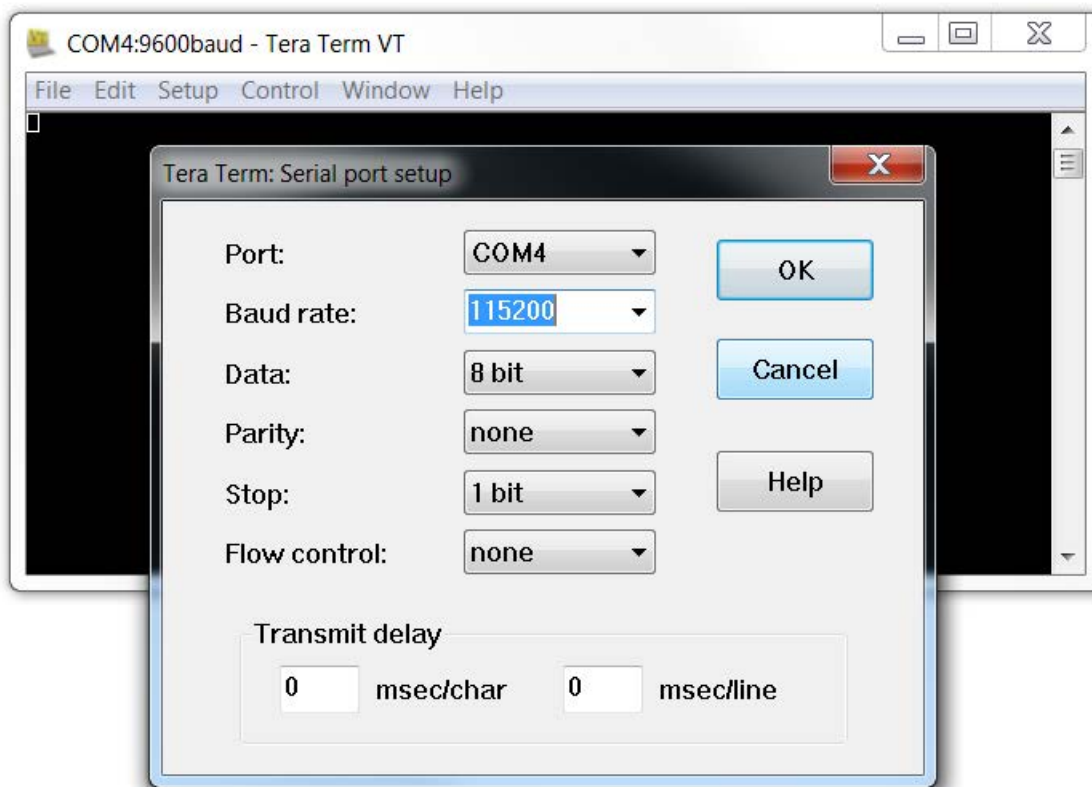 COM4:9600baud - Tera Term VT
File Edit Setup Control Window Help
Tera Term: Serial port setup
Port: COM4
OK
Baud rate: 115200
Data: 8 bit
Cancel
Parity: none
Stop: 1 bit
Help
Flow control: none
Transmit delay
0 msec/char 0 msec/line